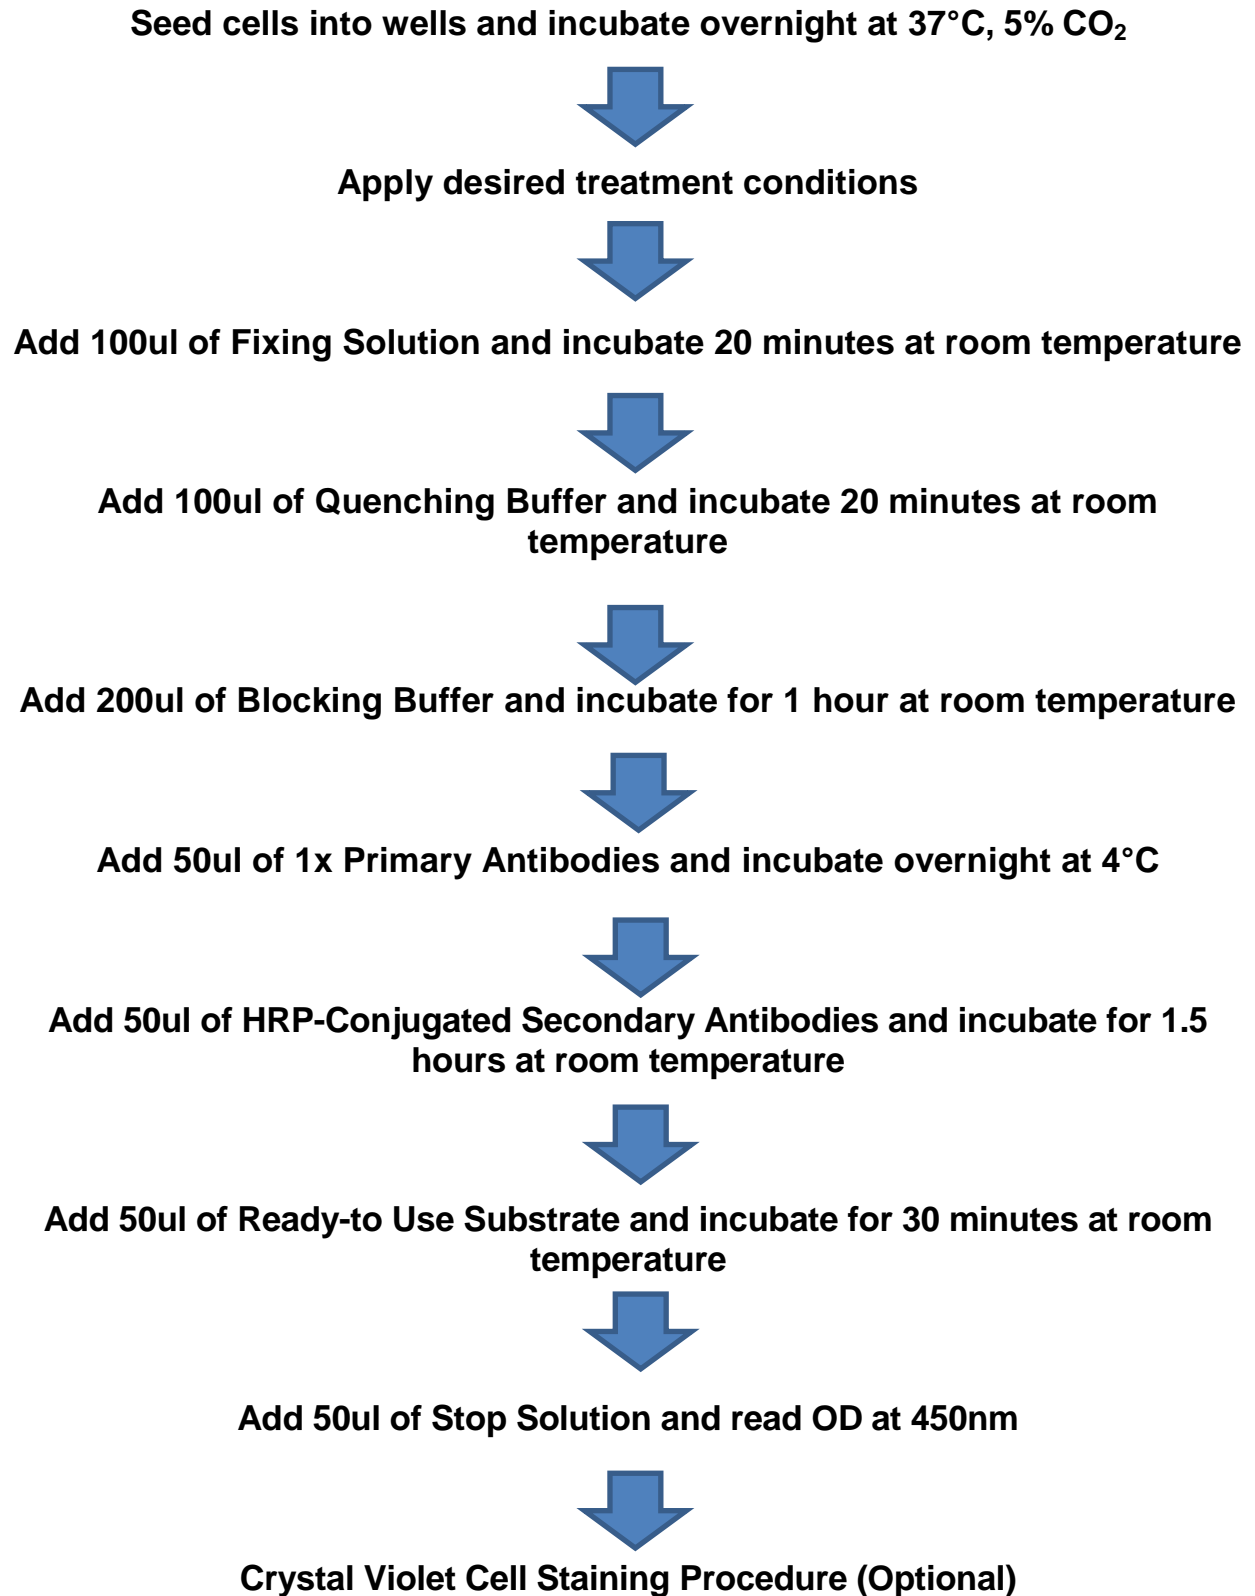 Seed cells into wells and incubate overnight at 37°C, 5% CO₂
Apply desired treatment conditions
Add 100ul of Fixing Solution and incubate 20 minutes at room temperature
Add 100ul of Quenching Buffer and incubate 20 minutes at room
temperature
Add 200ul of Blocking Buffer and incubate for 1 hour at room temperature
Add 50ul of 1x Primary Antibodies and incubate overnight at 4°C
Add 50ul of HRP-Conjugated Secondary Antibodies and incubate for 1.5
hours at room temperature
Add 50ul of Ready-to Use Substrate and incubate for 30 minutes at room
temperature
Add 50ul of Stop Solution and read OD at 450nm
Crystal Violet Cell Staining Procedure (Optional)